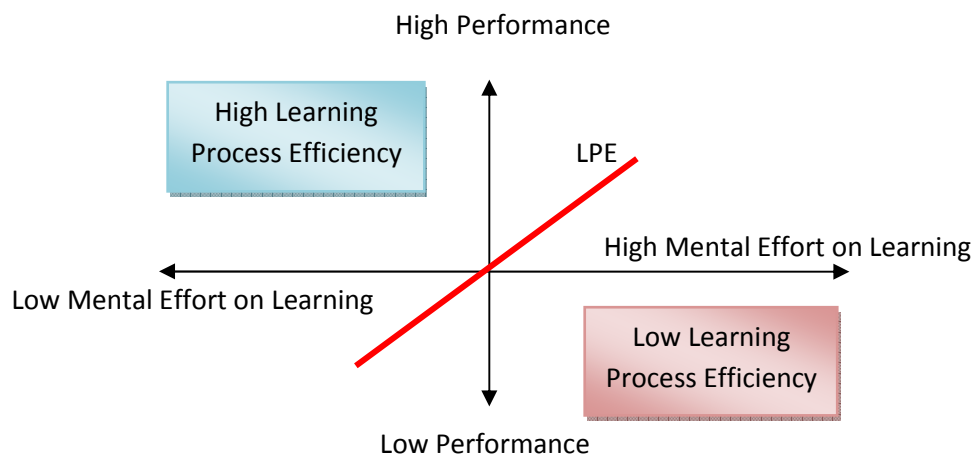 High Performance
High Learning
Process Efficiency
LPE
High Mental Effort on Learning
Low Mental Effort on Learning
Low Learning
Process Efficiency
Low Performance